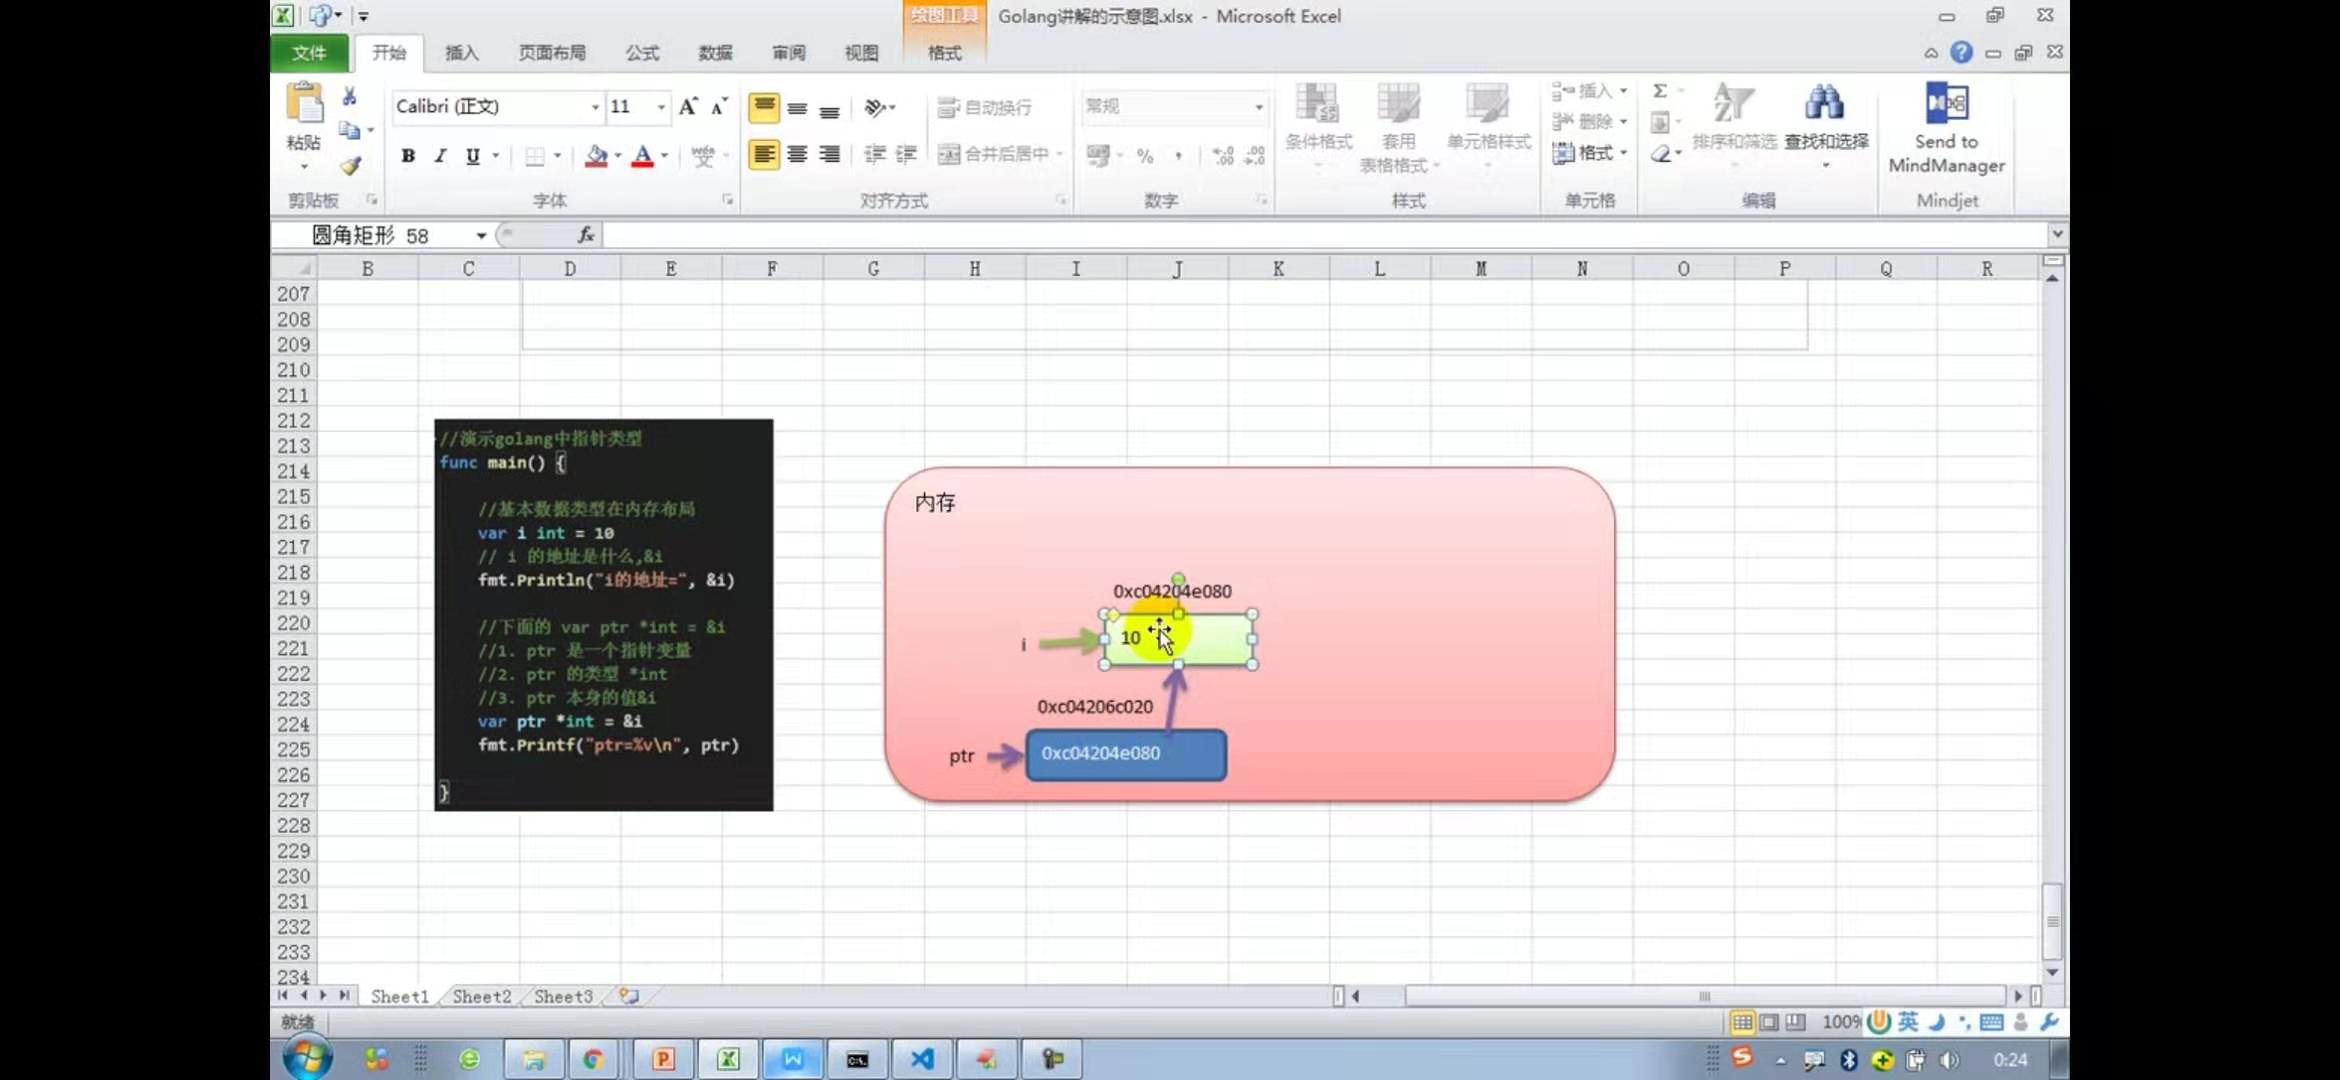 绘图工具
Golang讲解的示意图.xlsx - Microsoft Excel
文件 开始 插入 页面布局 公式 数据 审阅 视图 格式
Calibri (正文) 11
自动换行
常规
粘贴
B I U
合并后居中
条件格式
套用
表格格式
单元格样式
插入
删除
格式
排序和筛选
查找和选择
Send to
MindManager
剪贴板 字体 对齐方式 数字 样式 单元格 编辑 Mindjet
圆角矩形 58
fx
B C D E F G H I J K L M N O P Q R
207
208
209
210
211
212
213
214
215
216
217
218
219
220
221
222
223
224
225
226
227
228
229
230
231
232
233
234
//演示golang中指针类型
func main() {
//基本数据类型在内存布局
var i int = 10
// i 的地址是什么,&i
fmt.Println("i的地址=", &i)
//下面的 var ptr *int = &i
//1. ptr 是一个指针变量
//2. ptr 的类型 *int
//3. ptr 本身的值&i
var ptr *int = &i
fmt.Printf("ptr=%v\n", ptr)
}
内存
0xc04204e080
i
10
0xc04206c020
ptr
0xc04204e080
Sheet1 Sheet2 Sheet3
就绪
100%
英
0:24